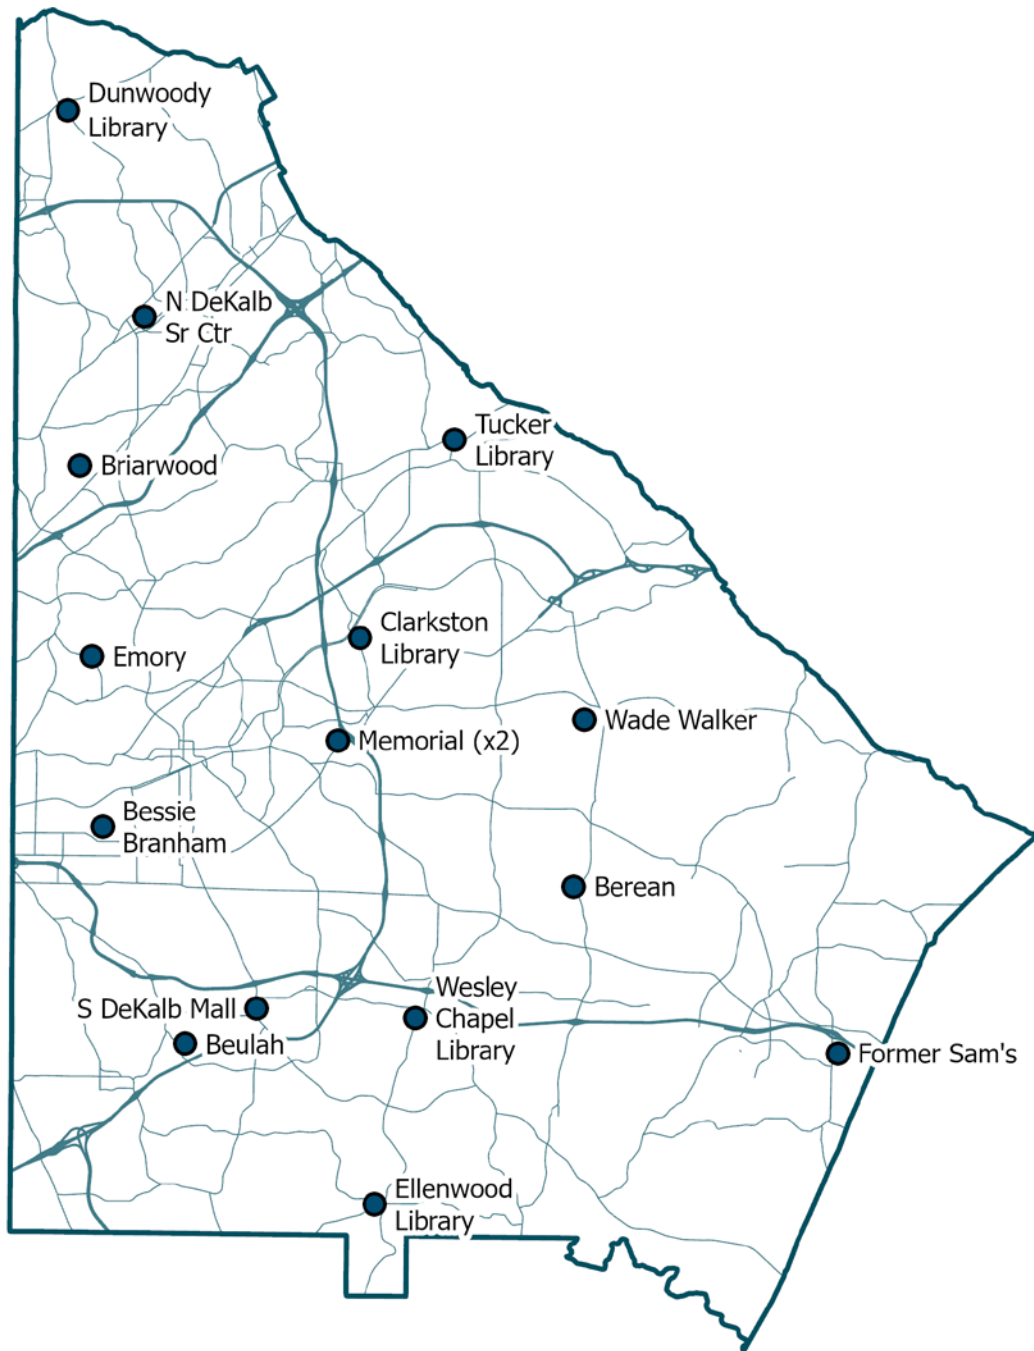 Dunwoody
Library
N DeKalb
Sr Ctr
Tucker
Library
Briarwood
Clarkston
Library
Emory
Wade Walker
Memorial (x2)
Bessie
Branham
Berean
Wesley
Chapel
Library
S DeKalb Mall
Beulah
Former Sam's
Ellenwood
Library